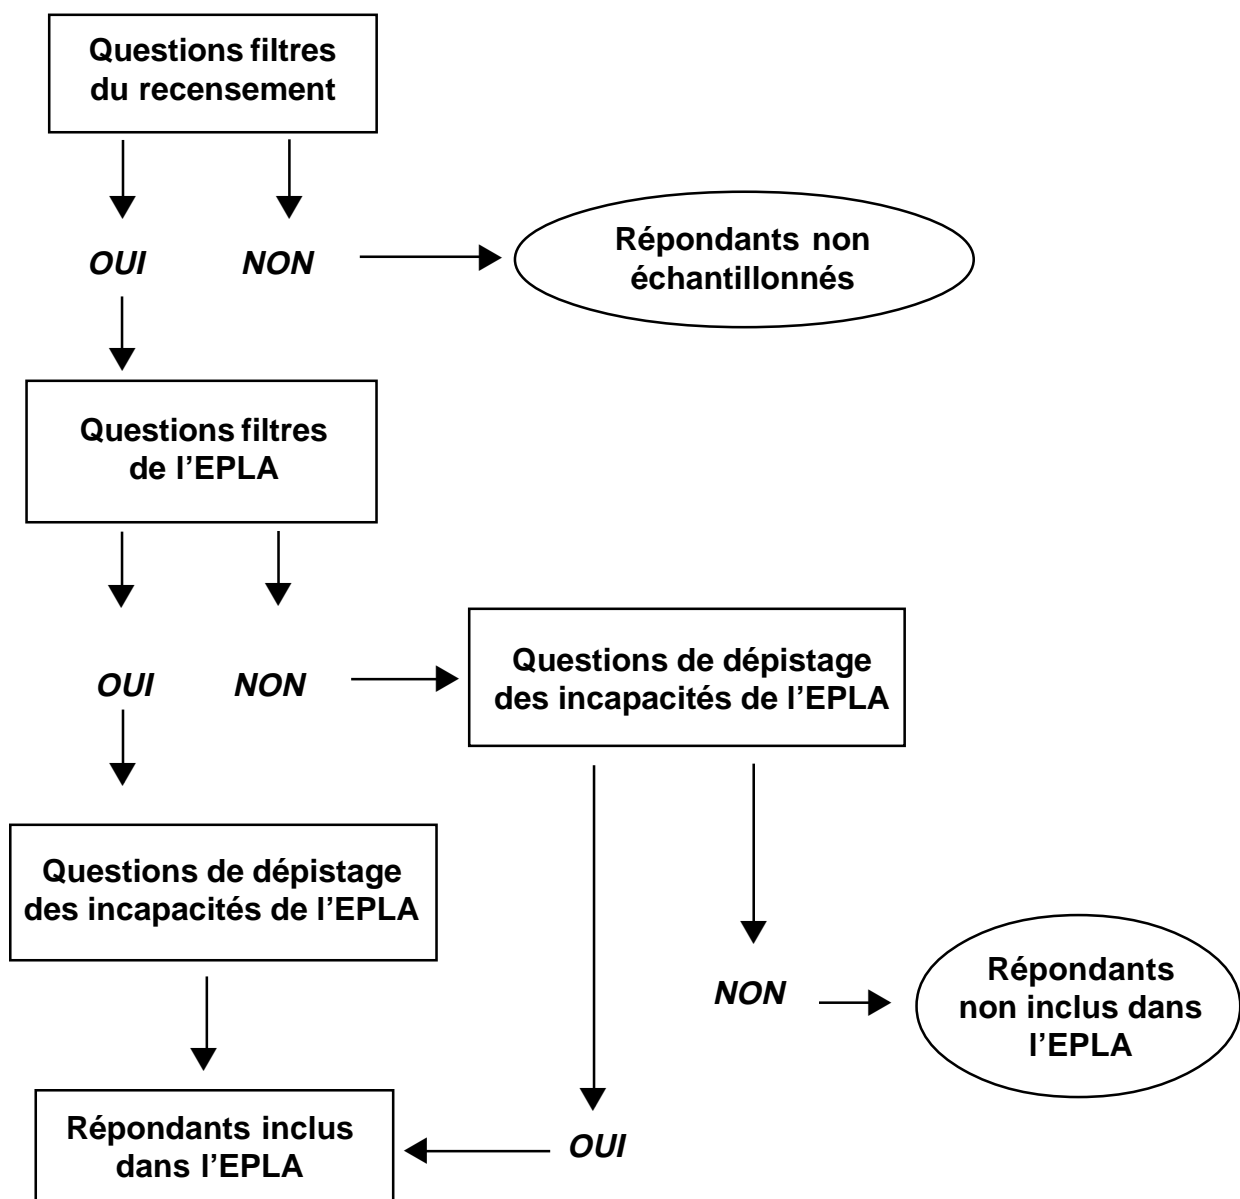 Questions filtres
du recensement
OUI
NON
Répondants non
échantillonnés
Questions filtres
de l’EPLA
OUI
NON
Questions de dépistage
des incapacités de l’EPLA
Questions de dépistage
des incapacités de l’EPLA
NON
Répondants
non inclus dans
l’EPLA
Répondants inclus
dans l’EPLA
OUI